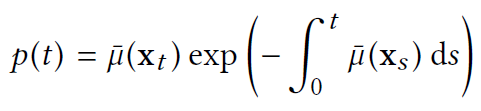 p(t) = μ̄(x_t) exp(−∫_0^t μ̄(x_s) ds)